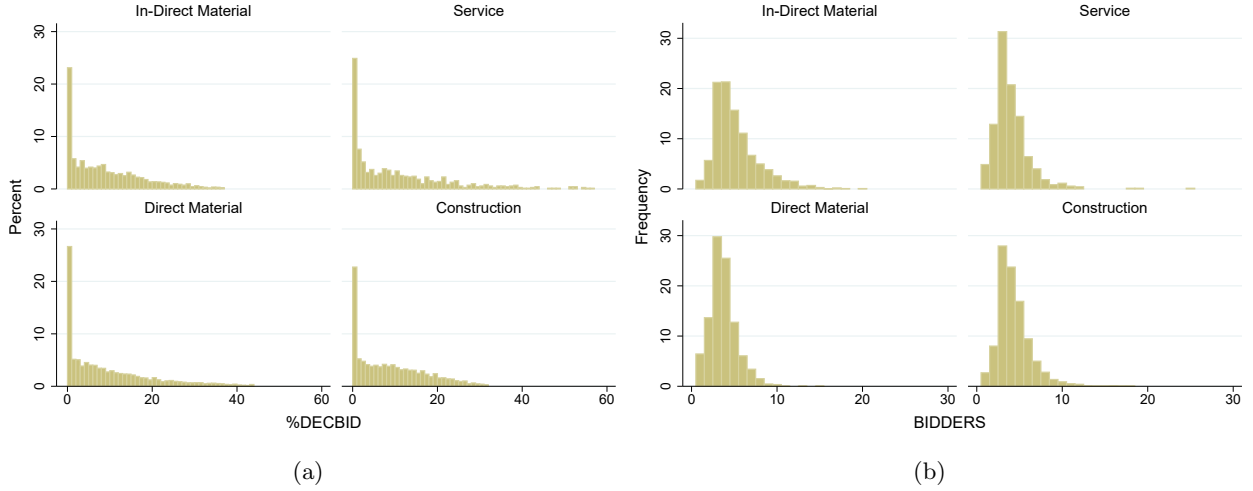 In-Direct Material
Service
Direct Material
Construction
Percent
0
10
20
30
0
10
20
30
0
20
40
60
0
20
40
60
%DECBID
(a)
In-Direct Material
Service
Direct Material
Construction
Frequency
0
10
20
30
0
10
20
30
0
10
20
30
0
10
20
30
BIDDERS
(b)